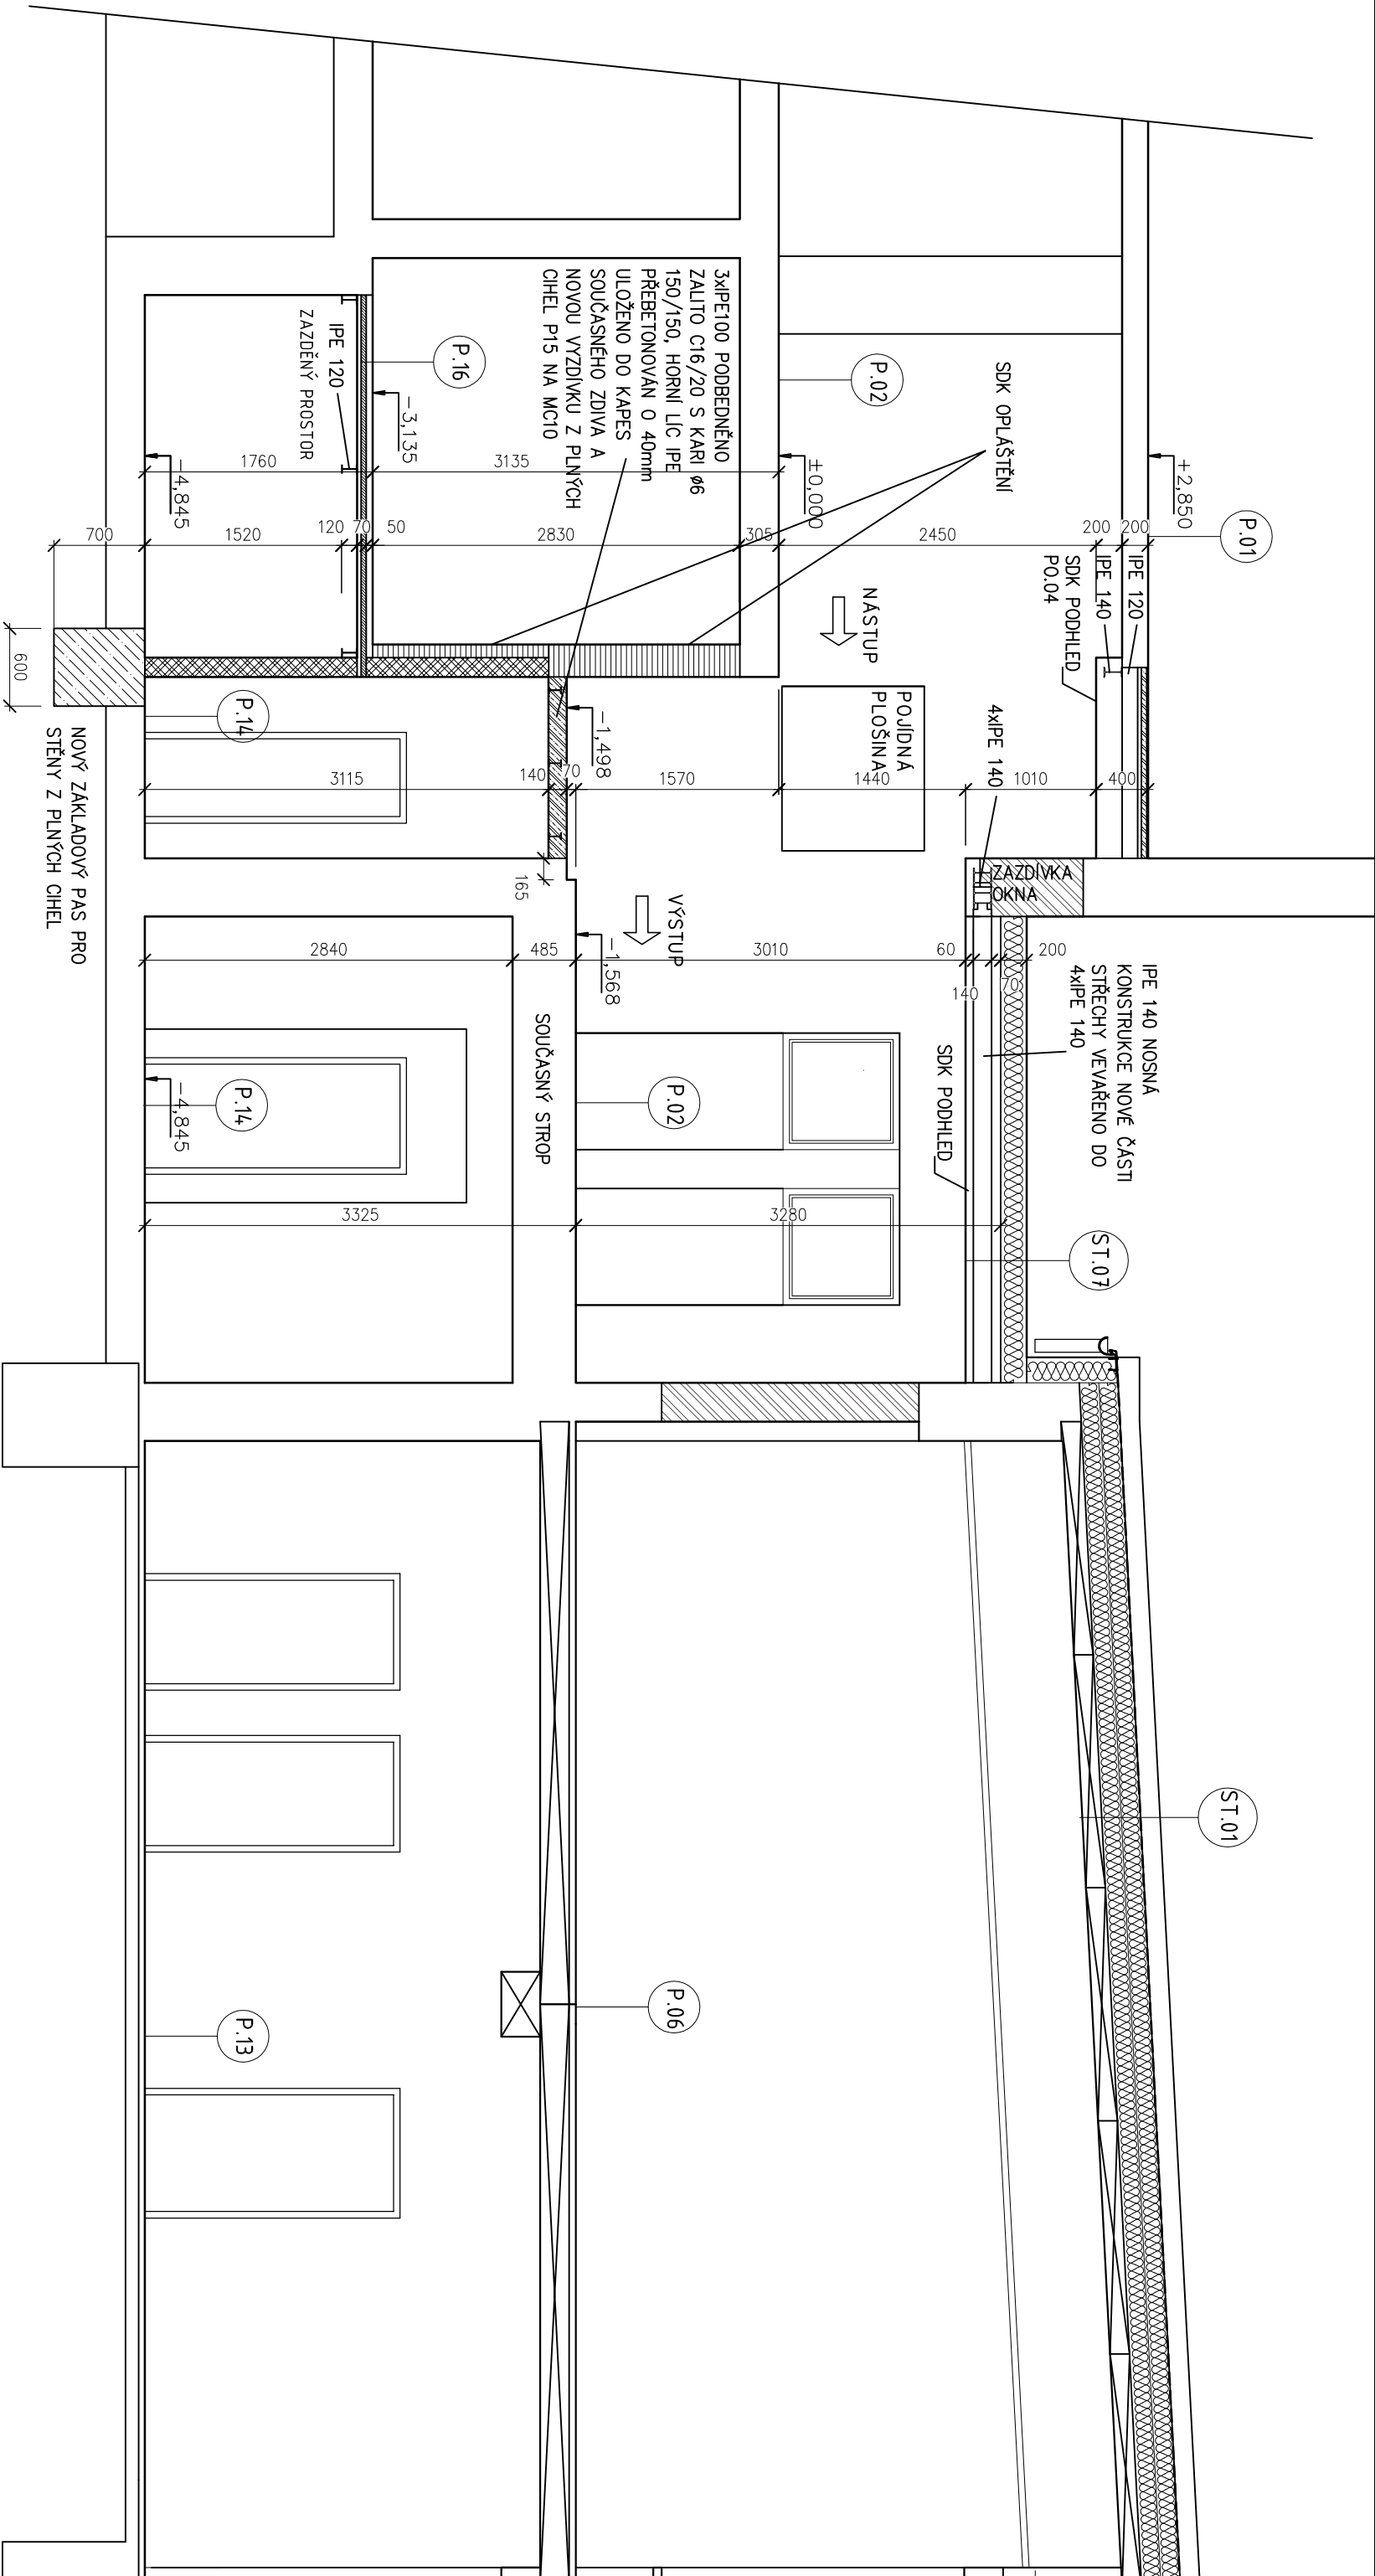 P.01
+2,850
200
200
IPE 120
IPE 140
SDK PODHLED
PO.04
SDK OPLÁŠTĚNÍ
P.02
±0,000
2450
NÁSTUP
POJÍDNÁ
PLOŠINA
3xIPE100 PODBEDNĚNO
ZALITO C16/20 S KARI ø6
150/150, HORNÍ LÍC IPE
PŘEBETONOVÁN O 40mm
ULOŽENO DO KAPES
SOUČASNÉHO ZDIVA A
NOVOU VYZDÍVKU Z PLNÝCH
CIHEL P15 NA MC10
3135
305
2830
P.16
-3,135
IPE 120
ZAZDĚNÝ PROSTOR
50
70
120
1760
1520
-4,845
700
600
NOVÝ ZÁKLADOVÝ PAS PRO
STĚNY Z PLNÝCH CIHEL
P.14
3115
140
70
-1,498
1570
1440
1010
400
4xIPE 140
ZAZDÍVKA
OKNA
165
VÝSTUP
-1,568
2840
485
3010
60
140
70
200
IPE 140 NOSNÁ
KONSTRUKCE NOVÉ ČÁSTI
STŘECHY VEVAŘENO DO
4xIPE 140
SDK PODHLED
SOUČASNÝ STROP
P.02
P.14
-4,845
3325
3280
ST.07
ST.01
P.06
P.13